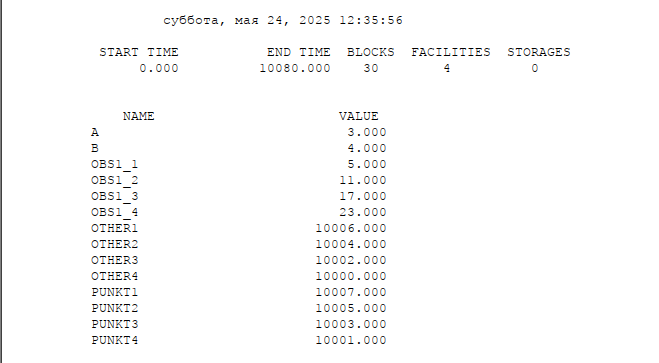 суббота, мая 24, 2025 12:35:56
START TIME END TIME BLOCKS FACILITIES STORAGES
0.000 10080.000 30 4 0
NAME VALUE
A 3.000
B 4.000
OBS1_1 5.000
OBS1_2 11.000
OBS1_3 17.000
OBS1_4 23.000
OTHER1 10006.000
OTHER2 10004.000
OTHER3 10002.000
OTHER4 10000.000
PUNKT1 10007.000
PUNKT2 10005.000
PUNKT3 10003.000
PUNKT4 10001.000